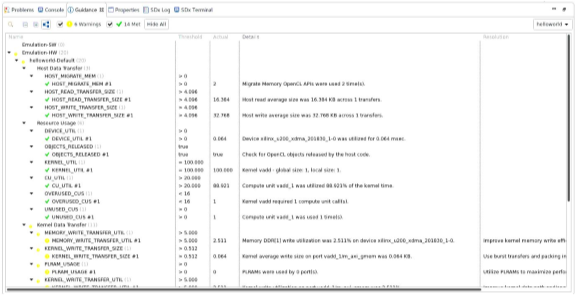 Problems Console Guidance Properties SDx Log SDx Terminal
6 Warnings 14 Met Hide All helloworld
Name Threshold Actual Details Resolution
Emulation-SW (0)
Emulation-HW
helloworld-Default
Host Data Transfer
HOST_MIGRATE_MEM (1) > 0
HOST_MIGRATE_MEM #1 > 0 2 Migrate Memory OpenCL APIs were used 2 time(s).
HOST_READ_TRANSFER_SIZE (1) > 4.096
HOST_READ_TRANSFER_SIZE #1 > 4.096 16.384 Host read average size was 16.384 KB across 1 transfers.
HOST_WRITE_TRANSFER_SIZE (1) > 4.096
HOST_WRITE_TRANSFER_SIZE #1 > 4.096 32.768 Host write average size was 32.768 KB across 1 transfers.
Resource Usage
DEVICE_UTIL (1) > 0
DEVICE_UTIL #1 > 0 0.064 Device xilinx_u200_xdma_201830_1-0 was utilized for 0.064 msec.
OBJECTS_RELEASED (1) true
OBJECTS_RELEASED #1 true true Check for OpenCL objects released by the host code.
KERNEL_UTIL (1) = 100.000
KERNEL_UTIL #1 = 100.000 100.000 Kernel vadd - global size: 1, local size: 1.
CU_UTIL (1) > 20.000
CU_UTIL #1 > 20.000 88.921 Compute unit vadd_1 was utilized 88.921% of the kernel time.
OVERUSED_CUS (1) < 16
OVERUSED_CUS #1 < 16 1 Kernel vadd required 1 compute unit call(s).
UNUSED_CUS (1) > 0
UNUSED_CUS #1 > 0 1 Compute unit vadd_1 was used 1 time(s).
Kernel Data Transfer
MEMORY_WRITE_TRANSFER_UTIL (1) > 5.000
MEMORY_WRITE_TRANSFER_UTIL #1 > 5.000 2.511 Memory DDR[1] write utilization was 2.511% on device xilinx_u200_xdma_201830_1-0. Improve kernel memory write effi
KERNEL_WRITE_TRANSFER_SIZE (1) > 0.512
KERNEL_WRITE_TRANSFER_SIZE #1 > 0.512 0.064 Kernel average write size on port vadd_1/m_axi_gmem was 0.064 KB. Use burst transfers and packing in
PLRAM_USAGE (1) > 0
PLRAM_USAGE #1 > 0 0 PLRAMs were used by 0 port(s). Utilize PLRAMs to maximize perfo
KERNEL_WRITE_TRANSFER_UTIL (1) > 5.000